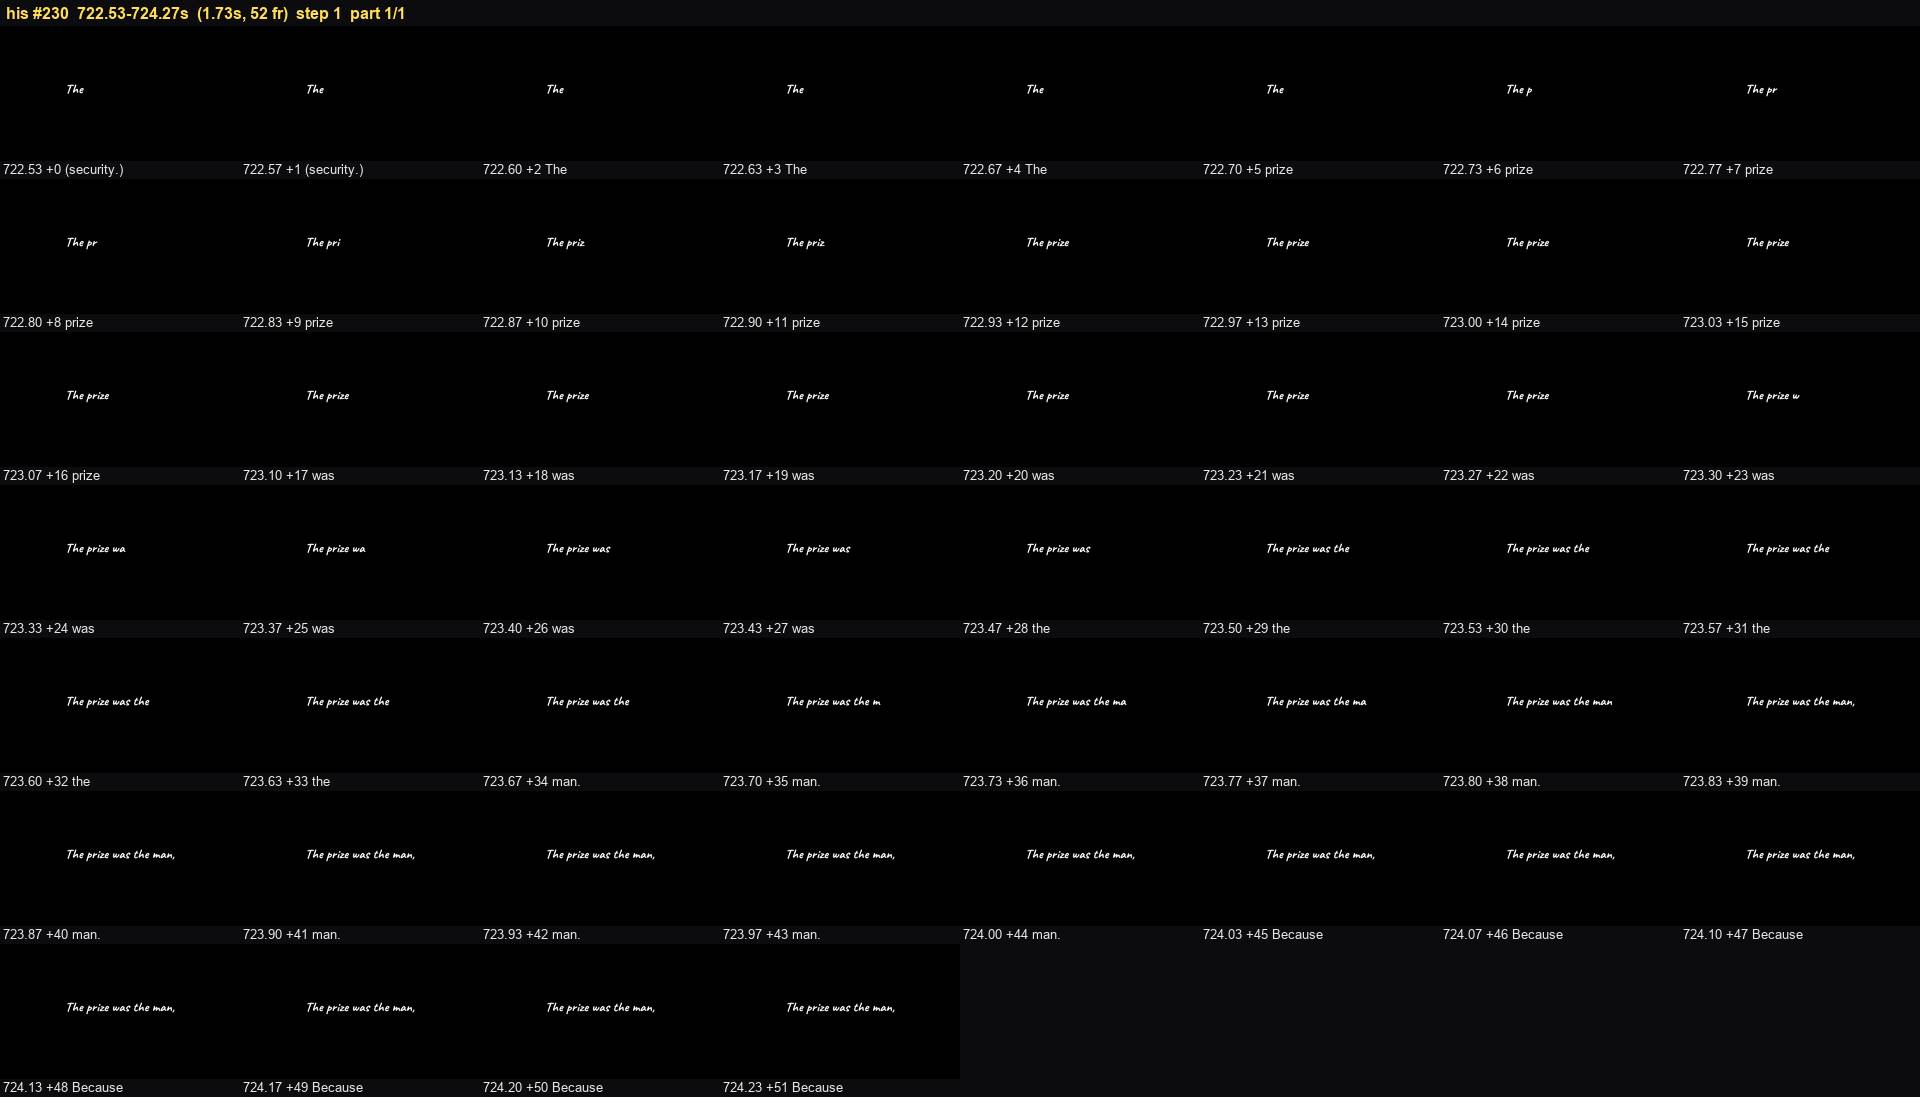 his #230 722.53-724.27s (1.73s, 52 fr) step 1 part 1/1
The The The The The The The p The pr
722.53 +0 (security.) 722.57 +1 (security.) 722.60 +2 The 722.63 +3 The 722.67 +4 The 722.70 +5 prize 722.73 +6 prize 722.77 +7 prize
The pr The pri The priz The priz The prize The prize The prize The prize
722.80 +8 prize 722.83 +9 prize 722.87 +10 prize 722.90 +11 prize 722.93 +12 prize 722.97 +13 prize 723.00 +14 prize 723.03 +15 prize
The prize The prize The prize The prize The prize The prize The prize The prize w
723.07 +16 prize 723.10 +17 was 723.13 +18 was 723.17 +19 was 723.20 +20 was 723.23 +21 was 723.27 +22 was 723.30 +23 was
The prize wa The prize wa The prize was The prize was The prize was The prize was the The prize was the The prize was the
723.33 +24 was 723.37 +25 was 723.40 +26 was 723.43 +27 was 723.47 +28 the 723.50 +29 the 723.53 +30 the 723.57 +31 the
The prize was the The prize was the The prize was the The prize was the m The prize was the ma The prize was the ma The prize was the man The prize was the man,
723.60 +32 the 723.63 +33 the 723.67 +34 man. 723.70 +35 man. 723.73 +36 man. 723.77 +37 man. 723.80 +38 man. 723.83 +39 man.
The prize was the man, The prize was the man, The prize was the man, The prize was the man, The prize was the man, The prize was the man, The prize was the man, The prize was the man,
723.87 +40 man. 723.90 +41 man. 723.93 +42 man. 723.97 +43 man. 724.00 +44 man. 724.03 +45 Because 724.07 +46 Because 724.10 +47 Because
The prize was the man, The prize was the man, The prize was the man, The prize was the man,
724.13 +48 Because 724.17 +49 Because 724.20 +50 Because 724.23 +51 Because